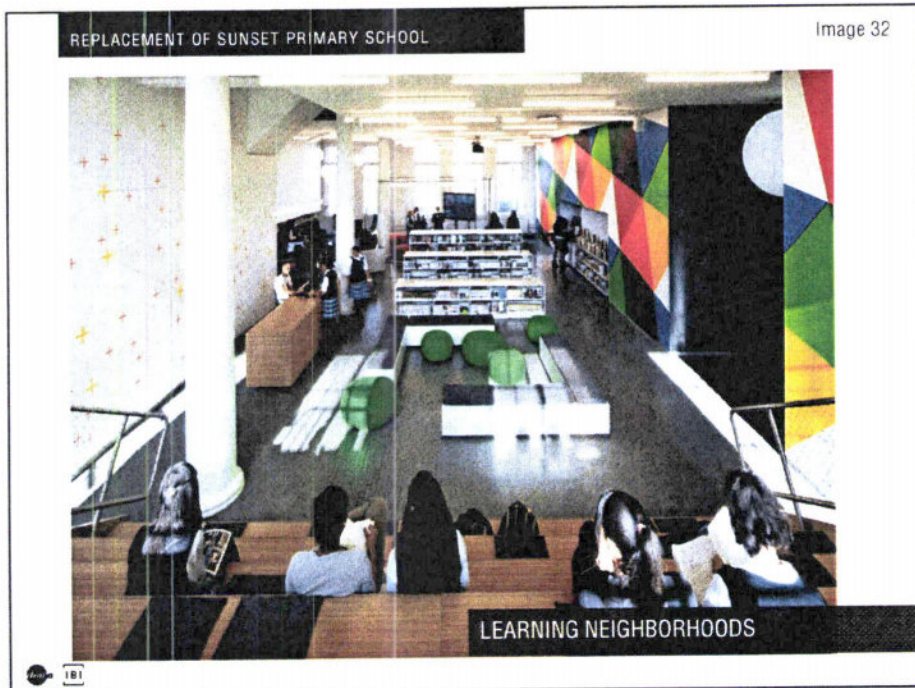 REPLACEMENT OF SUNSET PRIMARY SCHOOL
Image 32
LEARNING NEIGHBORHOODS
IBI